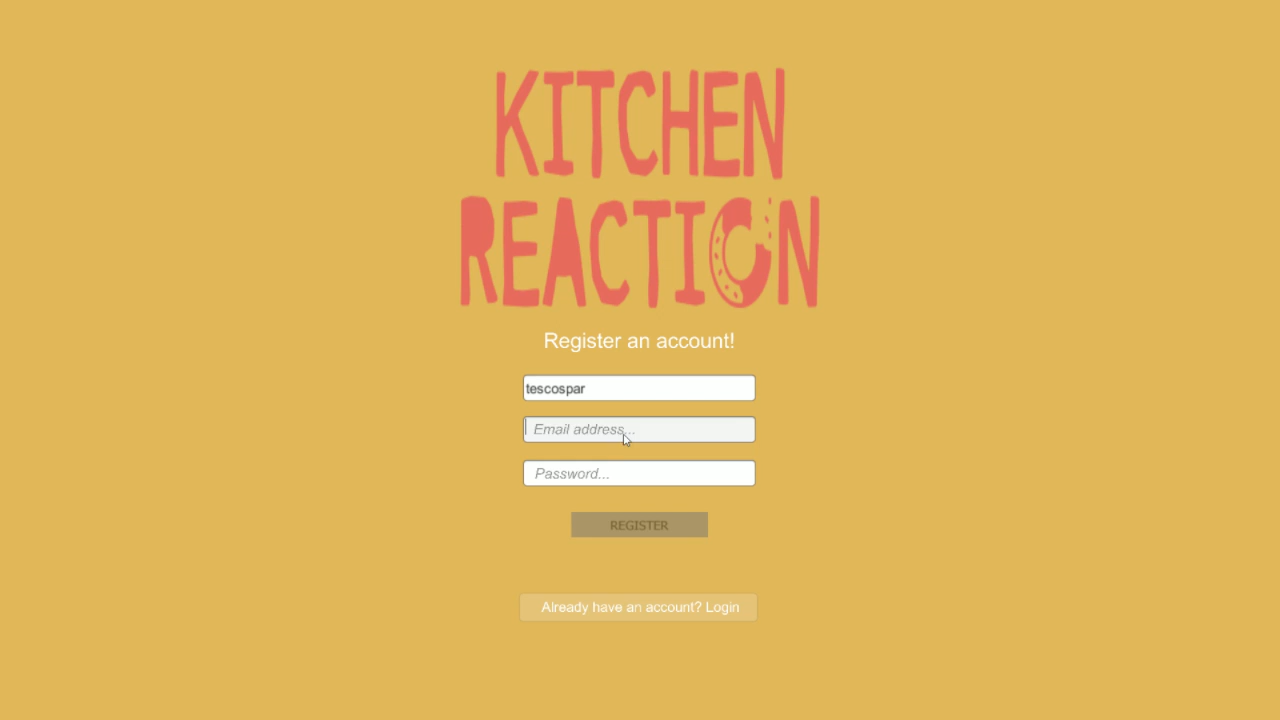 KITCHEN
REACTION
Register an account!
tescospar
Email address...
Password...
REGISTER
Already have an account? Login